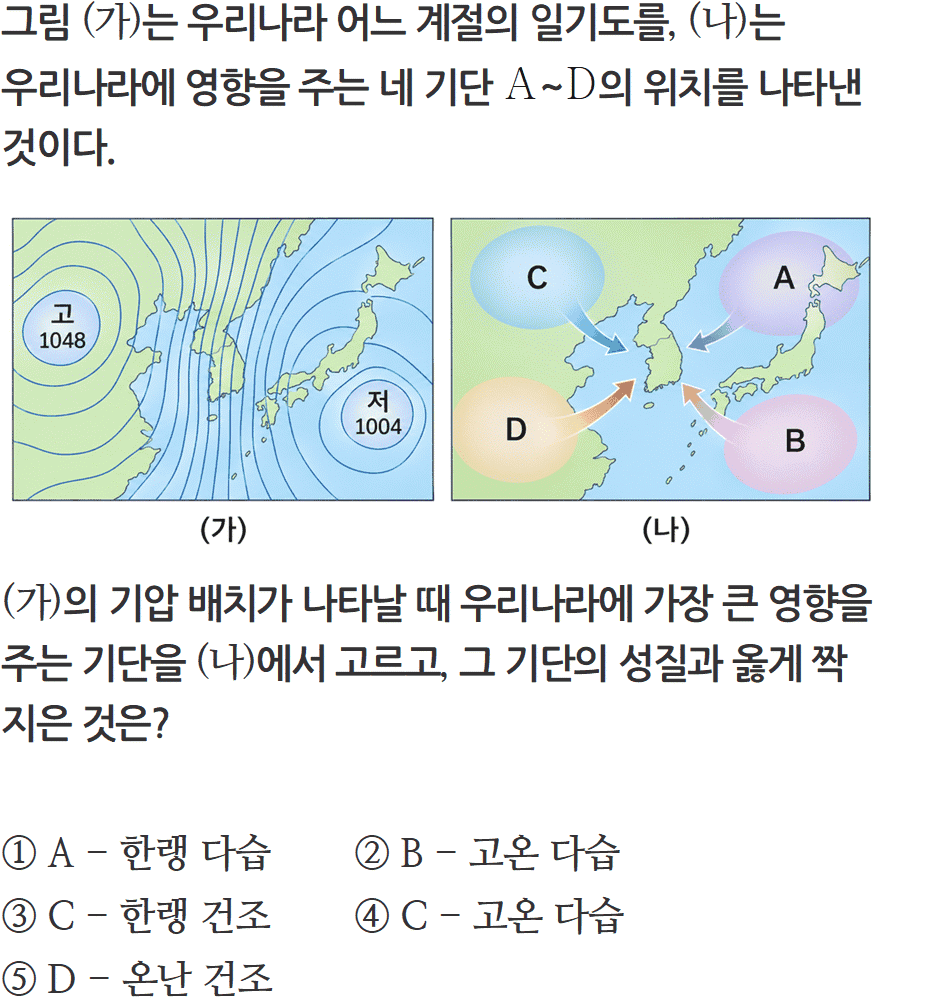 그림 (가)는 우리나라 어느 계절의 일기도를, (나)는
우리나라에 영향을 주는 네 기단 A~D의 위치를 나타낸
것이다.
고
1048
저
1004
(가)
C
A
D
B
(나)
(가)의 기압 배치가 나타날 때 우리나라에 가장 큰 영향을
주는 기단을 (나)에서 고르고, 그 기단의 성질과 옳게 짝
지은 것은?
① A - 한랭 다습 ② B - 고온 다습
③ C - 한랭 건조 ④ C - 고온 다습
⑤ D - 온난 건조